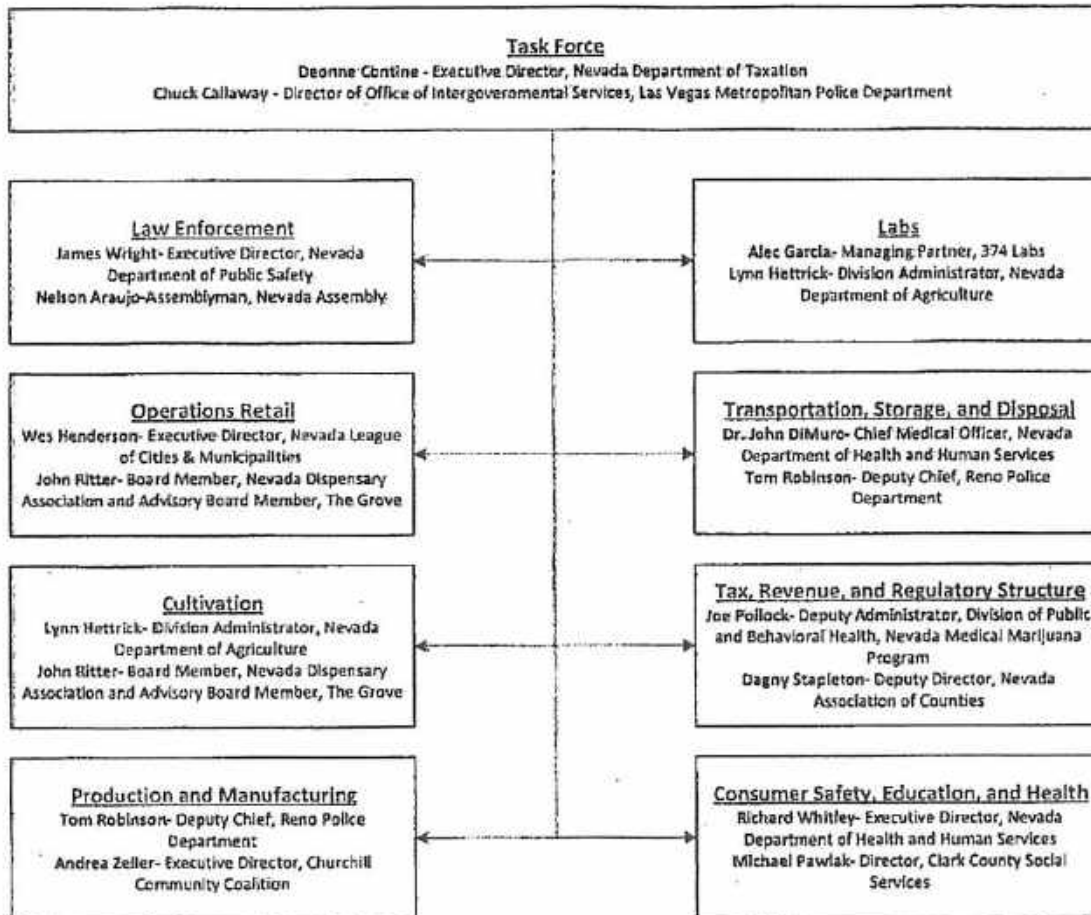 Task Force
Deonne Contine - Executive Director, Nevada Department of Taxation
Chuck Callaway - Director of Office of Intergovernmental Services, Las Vegas Metropolitan Police Department
Law Enforcement
James Wright- Executive Director, Nevada
Department of Public Safety
Nelson Araujo-Assemblyman, Nevada Assembly
Labs
Alec Garcia- Managing Partner, 374 Labs
Lynn Hettrick- Division Administrator, Nevada
Department of Agriculture
Operations Retail
Wes Henderson- Executive Director, Nevada League
of Cities & Municipalities
John Ritter- Board Member, Nevada Dispensary
Association and Advisory Board Member, The Grove
Transportation, Storage, and Disposal
Dr. John DiMuro- Chief Medical Officer, Nevada
Department of Health and Human Services
Tom Robinson- Deputy Chief, Reno Police
Department
Cultivation
Lynn Hettrick- Division Administrator, Nevada
Department of Agriculture
John Ritter- Board Member, Nevada Dispensary
Association and Advisory Board Member, The Grove
Tax, Revenue, and Regulatory Structure
Joe Pollock- Deputy Administrator, Division of Public
and Behavioral Health, Nevada Medical Marijuana
Program
Dagny Stapleton- Deputy Director, Nevada
Association of Counties
Production and Manufacturing
Tom Robinson- Deputy Chief, Reno Police
Department
Andrea Zeller- Executive Director, Churchill
Community Coalition
Consumer Safety, Education, and Health
Richard Whitley- Executive Director, Nevada
Department of Health and Human Services
Michael Pawlak- Director, Clark County Social
Services